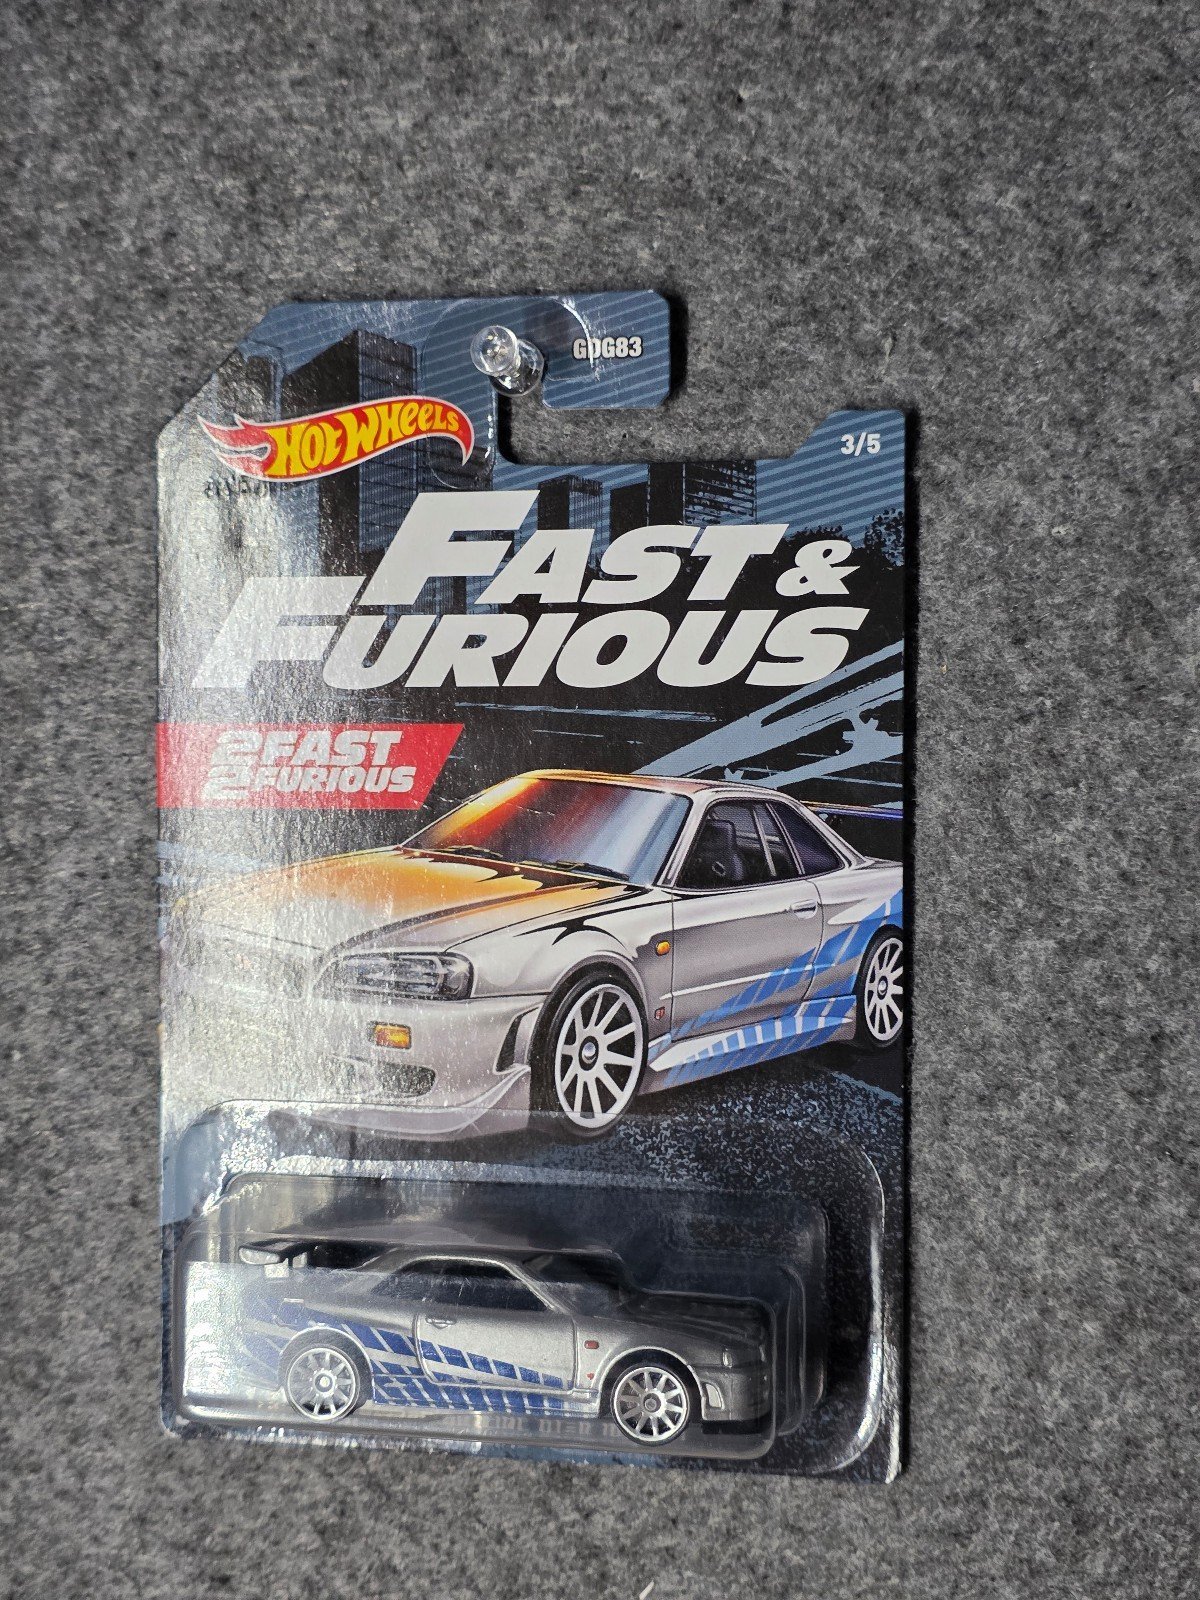 GDG83
HOT WHEELS
3/5
FAST &
FURIOUS
2 FAST
2 FURIOUS